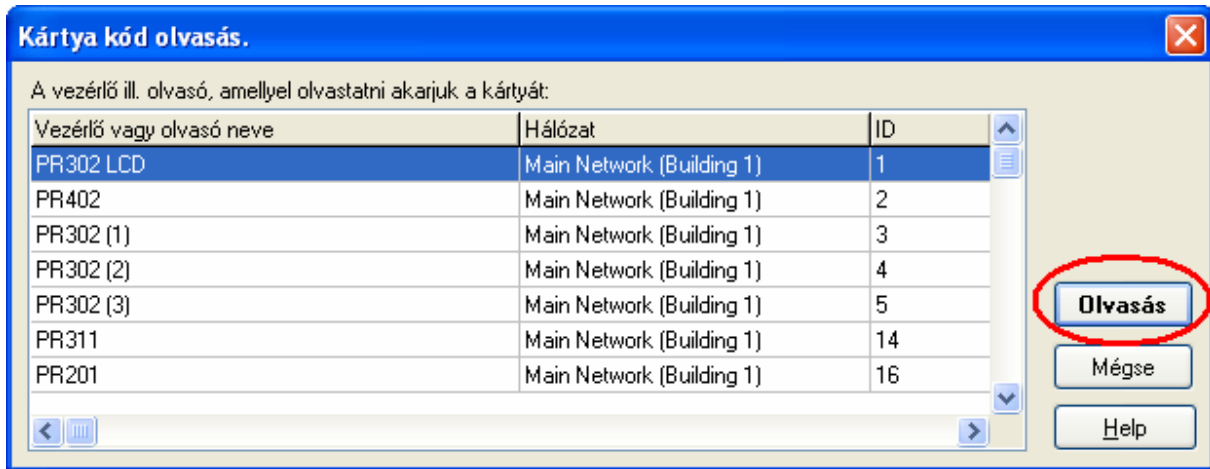 Kártya kód olvasás.
A vezérlő ill. olvasó, amellyel olvastatni akarjuk a kártyát:
Vezérlő vagy olvasó neve Hálózat ID
PR302 LCD Main Network (Building 1) 1
PR402 Main Network (Building 1) 2
PR302 (1) Main Network (Building 1) 3
PR302 (2) Main Network (Building 1) 4
PR302 (3) Main Network (Building 1) 5
PR311 Main Network (Building 1) 14
PR201 Main Network (Building 1) 16
Olvasás
Mégse
Help